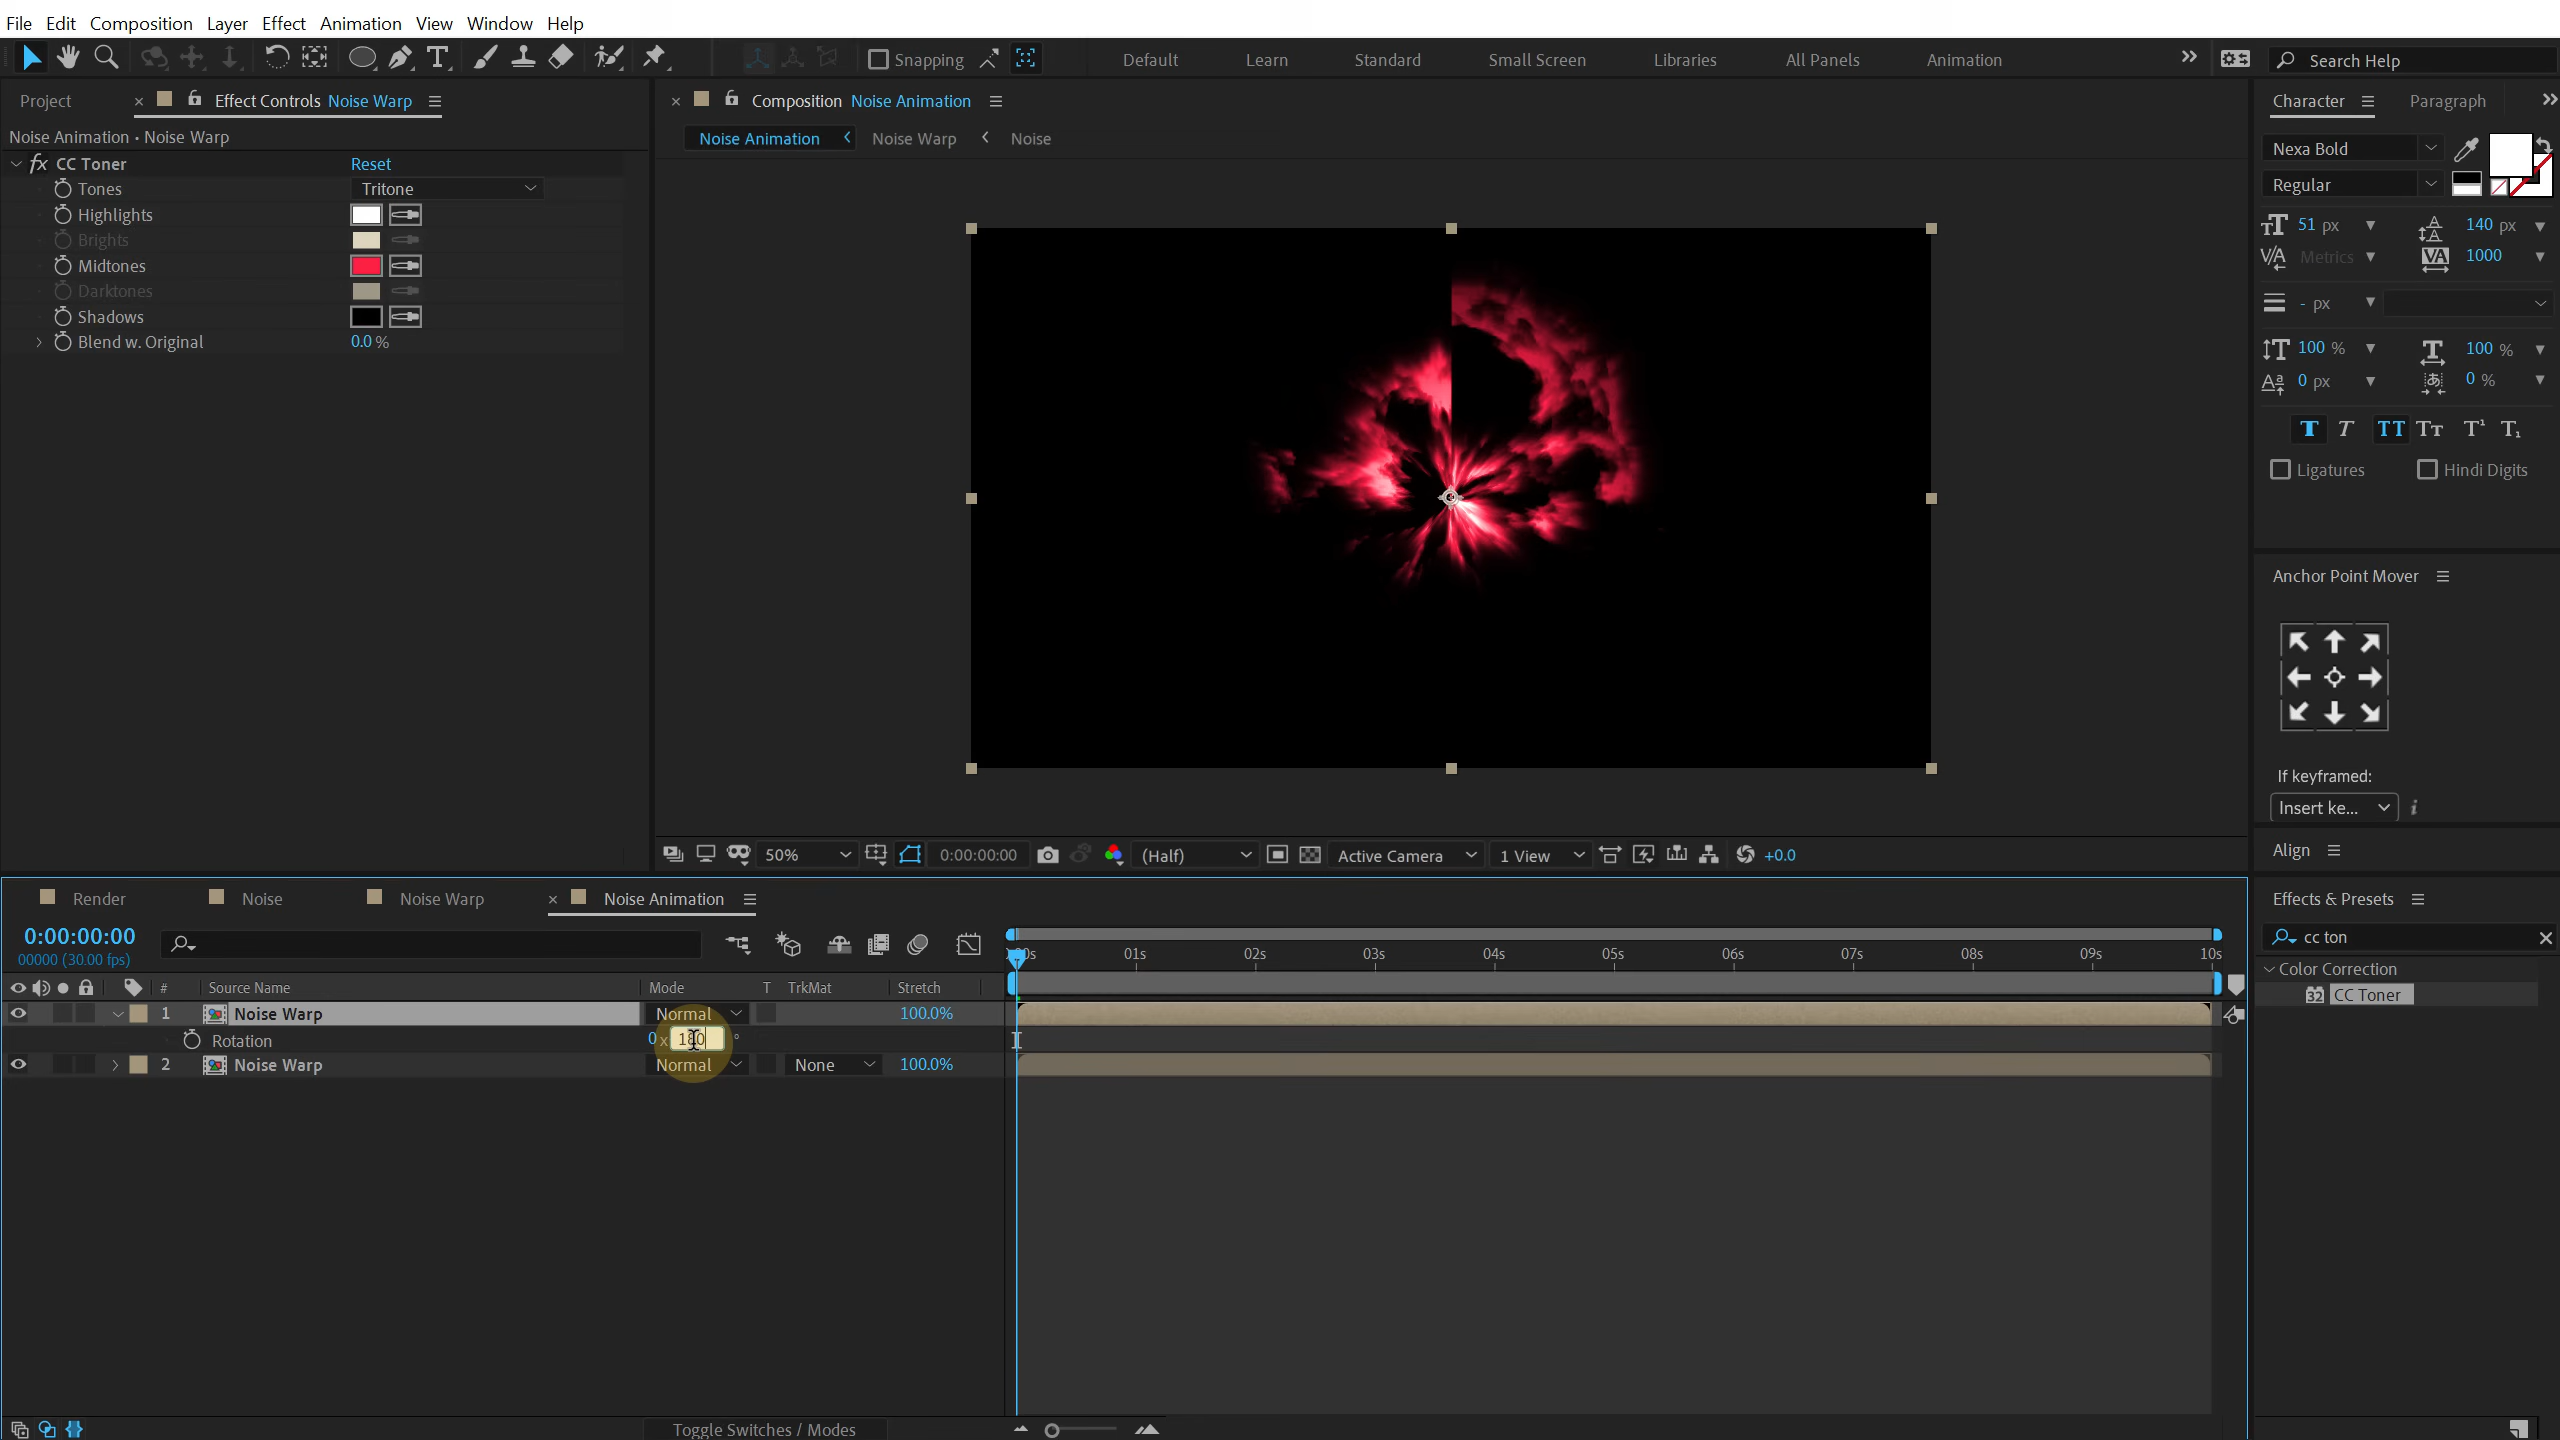 File Edit Composition Layer Effect Animation View Window Help
Snapping Default Learn Standard Small Screen Libraries All Panels Animation Search Help
Project Effect Controls Noise Warp
Noise Animation • Noise Warp
fx CC Toner Reset
Tones Tritone
Highlights
Brights
Midtones
Darktones
Shadows
Blend w. Original 0.0 %
Composition Noise Animation
Noise Animation Noise Warp Noise
50% 0:00:00:00 (Half) Active Camera 1 View +0.0
Character Paragraph
Nexa Bold
Regular
51 px 140 px
Metrics 1000
- px
100 % 100 %
0 px 0 %
Ligatures Hindi Digits
Anchor Point Mover
If keyframed:
Insert ke...
Align
Effects & Presets
cc ton
Color Correction
32 CC Toner
Render Noise Noise Warp Noise Animation
0:00:00:00
00000 (30.00 fps)
01s 02s 03s 04s 05s 06s 07s 08s 09s 10s
# Source Name Mode T TrkMat Stretch
1 Noise Warp Normal 100.0%
Rotation 0 x 180 °
2 Noise Warp Normal None 100.0%
Toggle Switches / Modes